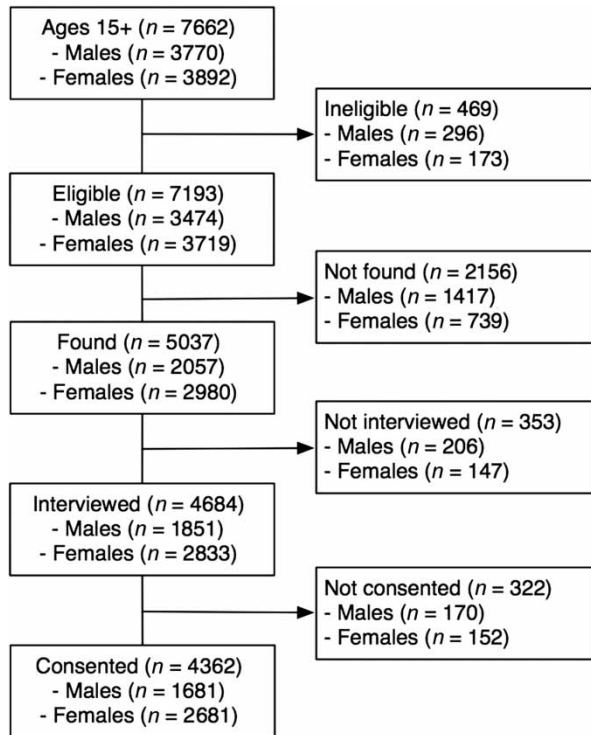 Ages 15+ (n = 7662)
- Males (n = 3770)
- Females (n = 3892)
Ineligible (n = 469)
- Males (n = 296)
- Females (n = 173)
Eligible (n = 7193)
- Males (n = 3474)
- Females (n = 3719)
Not found (n = 2156)
- Males (n = 1417)
- Females (n = 739)
Found (n = 5037)
- Males (n = 2057)
- Females (n = 2980)
Not interviewed (n = 353)
- Males (n = 206)
- Females (n = 147)
Interviewed (n = 4684)
- Males (n = 1851)
- Females (n = 2833)
Not consented (n = 322)
- Males (n = 170)
- Females (n = 152)
Consented (n = 4362)
- Males (n = 1681)
- Females (n = 2681)